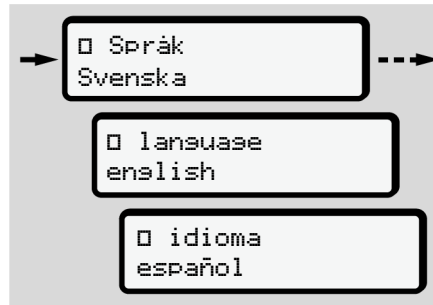 □ Språk
Svenska
□ language
english
□ idioma
español